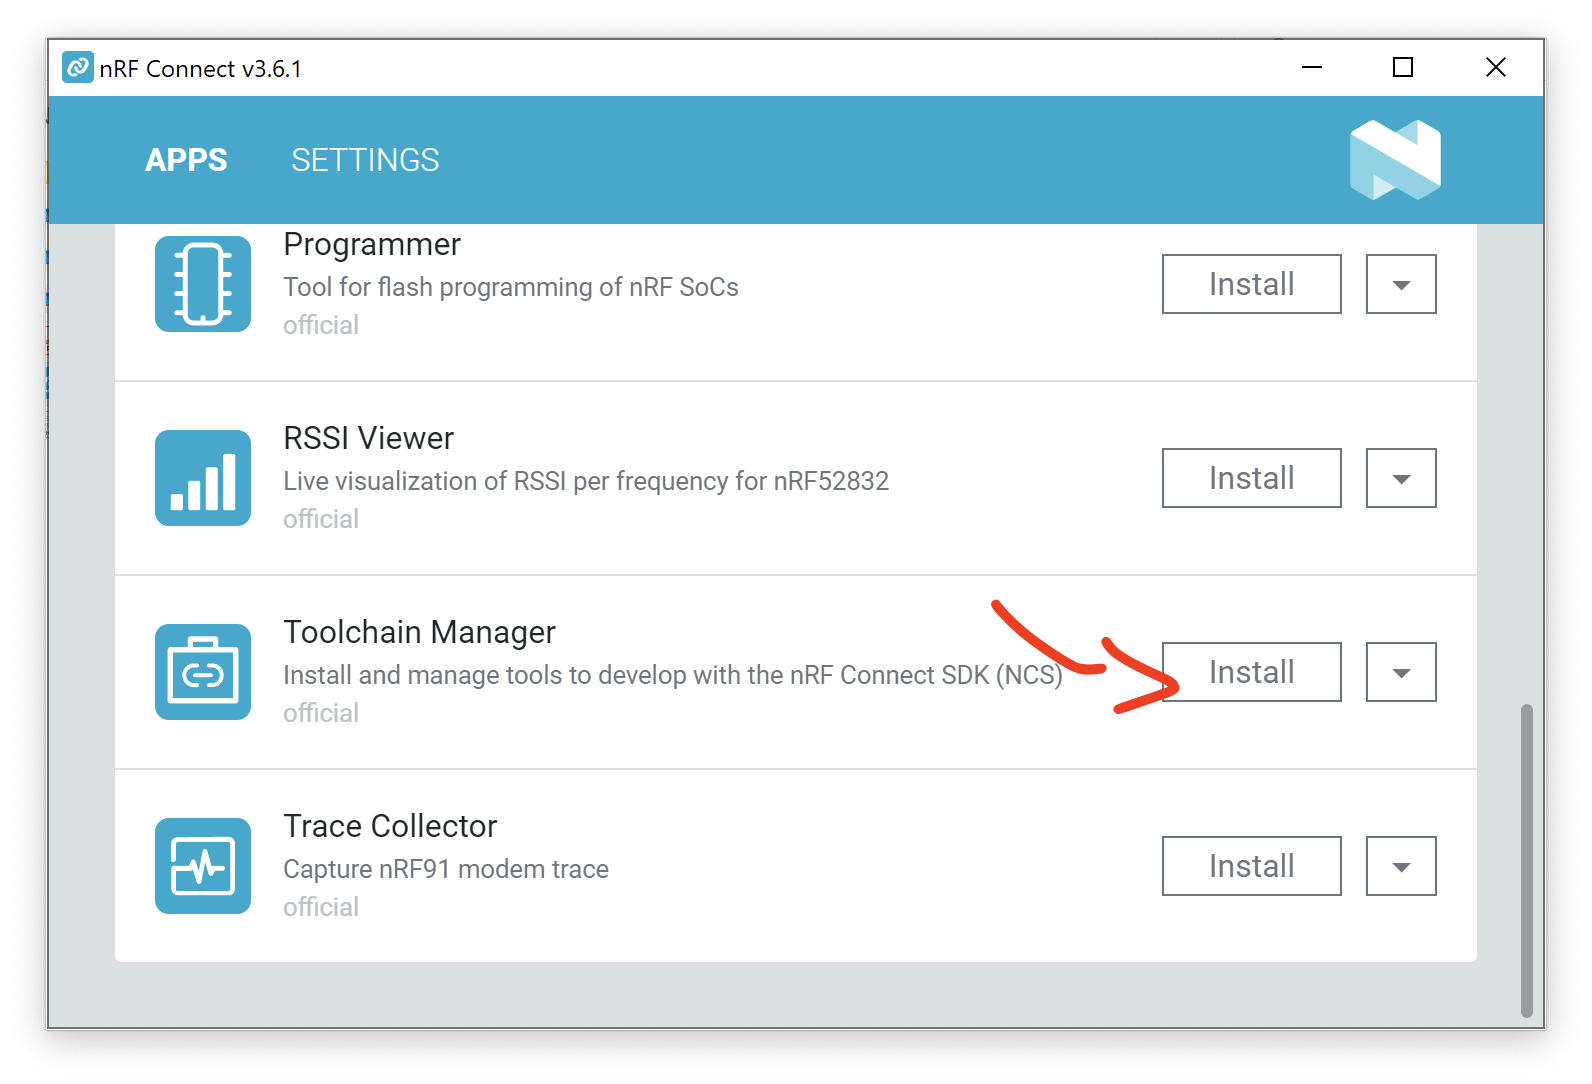 nRF Connect v3.6.1
APPS SETTINGS
Programmer
Tool for flash programming of nRF SoCs
official
Install
RSSI Viewer
Live visualization of RSSI per frequency for nRF52832
official
Install
Toolchain Manager
Install and manage tools to develop with the nRF Connect SDK (NCS)
official
Install
Trace Collector
Capture nRF91 modem trace
official
Install